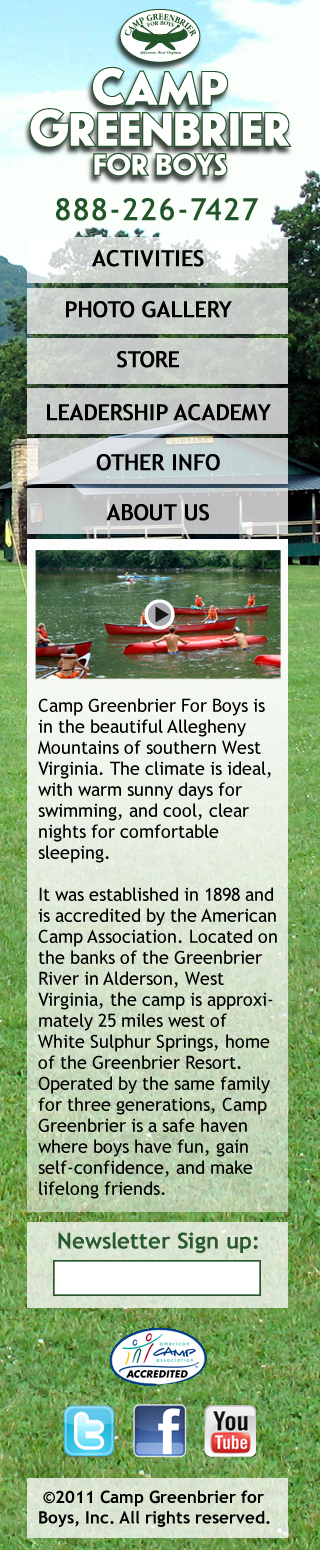 CAMP GREENBRIER
FOR BOYS
Alderson, West Virginia
CAMP
GREENBRIER
FOR BOYS
888-226-7427
ACTIVITIES
PHOTO GALLERY
STORE
LEADERSHIP ACADEMY
OTHER INFO
ABOUT US
Camp Greenbrier For Boys is
in the beautiful Allegheny
Mountains of southern West
Virginia. The climate is ideal,
with warm sunny days for
swimming, and cool, clear
nights for comfortable
sleeping.
It was established in 1898 and
is accredited by the American
Camp Association. Located on
the banks of the Greenbrier
River in Alderson, West
Virginia, the camp is approxi-
mately 25 miles west of
White Sulphur Springs, home
of the Greenbrier Resort.
Operated by the same family
for three generations, Camp
Greenbrier is a safe haven
where boys have fun, gain
self-confidence, and make
lifelong friends.
Newsletter Sign up:
american
CAMP
association
ACCREDITED
t
f
You
Tube
©2011 Camp Greenbrier for
Boys, Inc. All rights reserved.